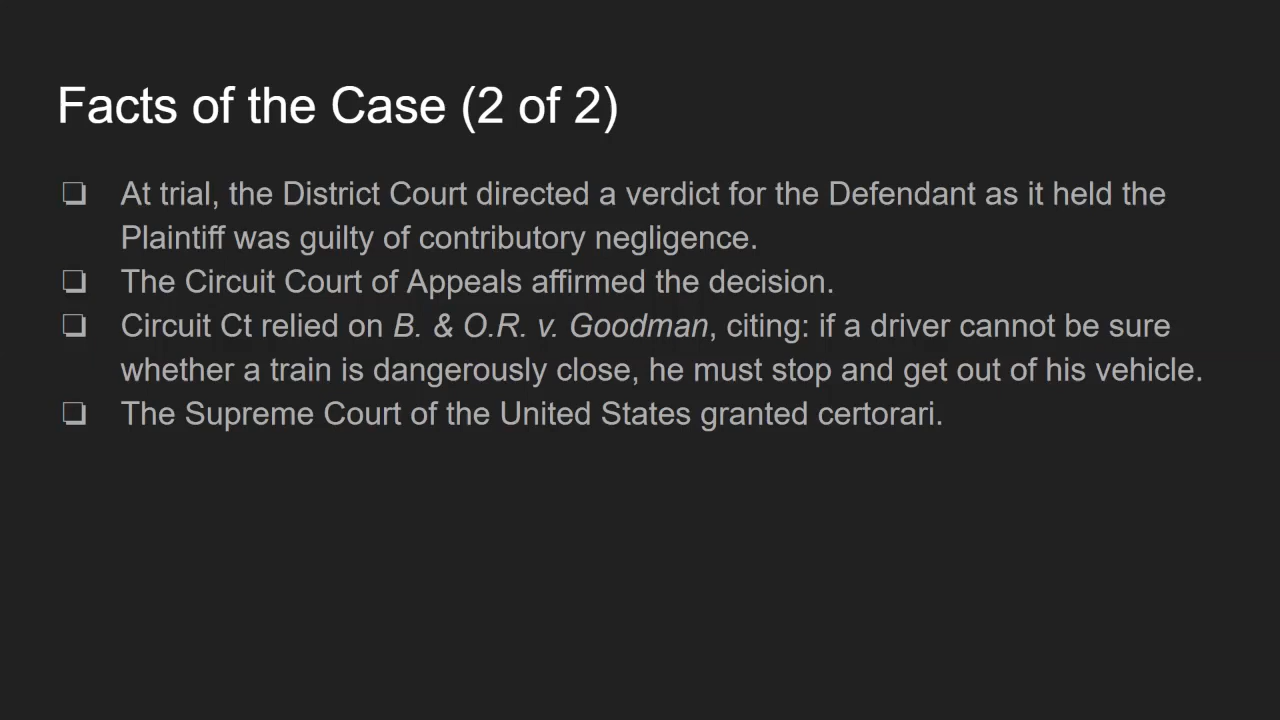 Facts of the Case (2 of 2)
❏ At trial, the District Court directed a verdict for the Defendant as it held the
Plaintiff was guilty of contributory negligence.
❏ The Circuit Court of Appeals affirmed the decision.
❏ Circuit Ct relied on B. & O.R. v. Goodman, citing: if a driver cannot be sure
whether a train is dangerously close, he must stop and get out of his vehicle.
❏ The Supreme Court of the United States granted certorari.